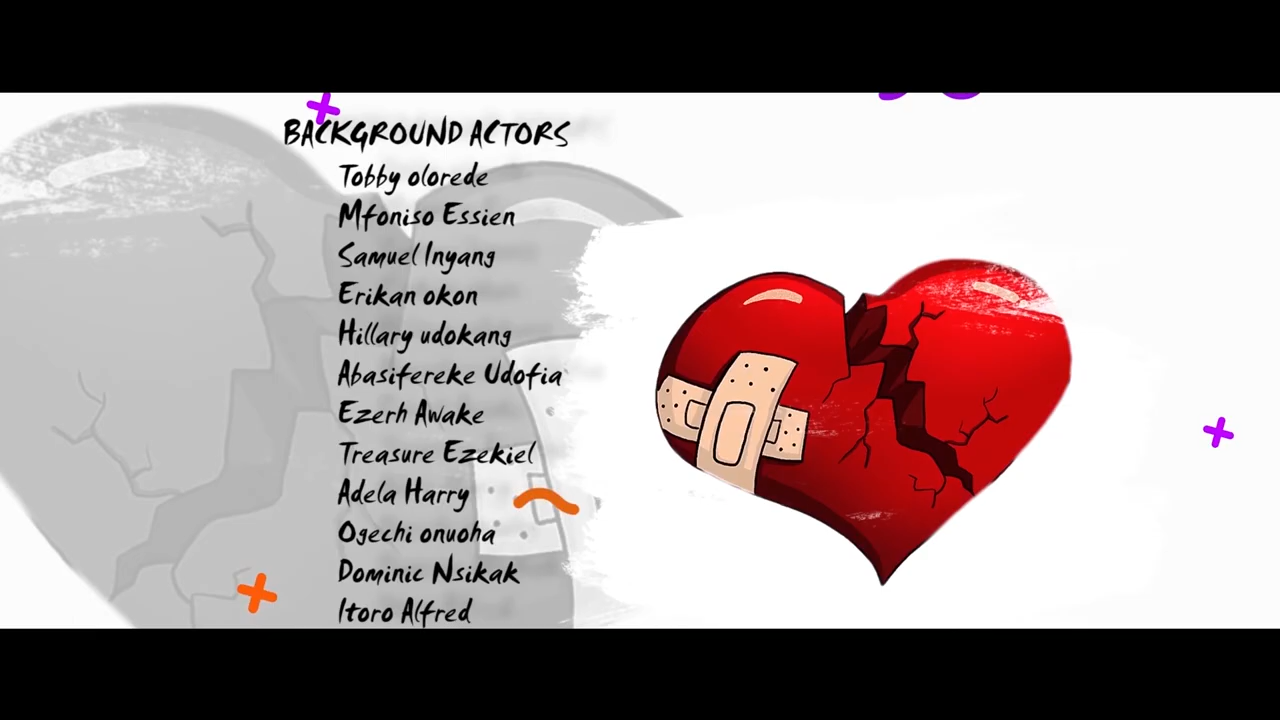 BACKGROUND ACTORS
Tobby olorede
Mfoniso Essien
Samuel Inyang
Erikan okon
Hillary udokang
Abasifereke Udofia
Ezerh Awake
Treasure Ezekiel
Adela Harry
Ogechi onuoha
Dominic Nsikak
Itoro Alfred